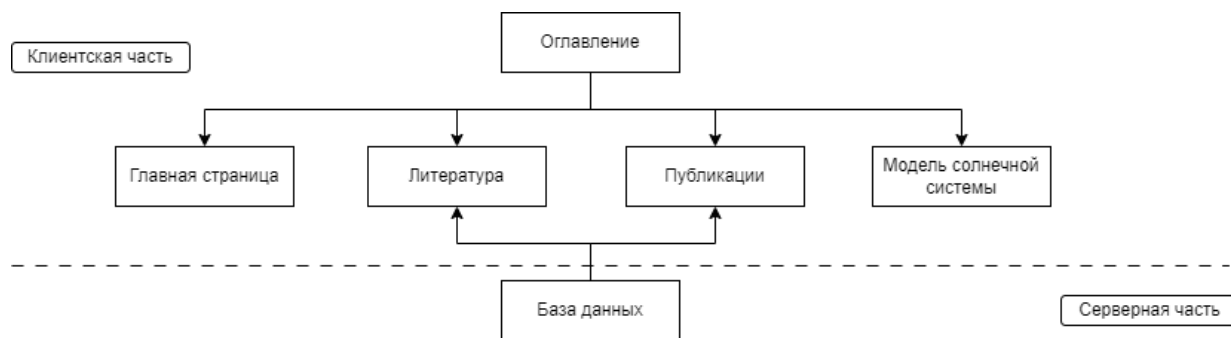 Оглавление
Клиентская часть
Главная страница
Литература
Публикации
Модель солнечной
системы
База данных
Серверная часть